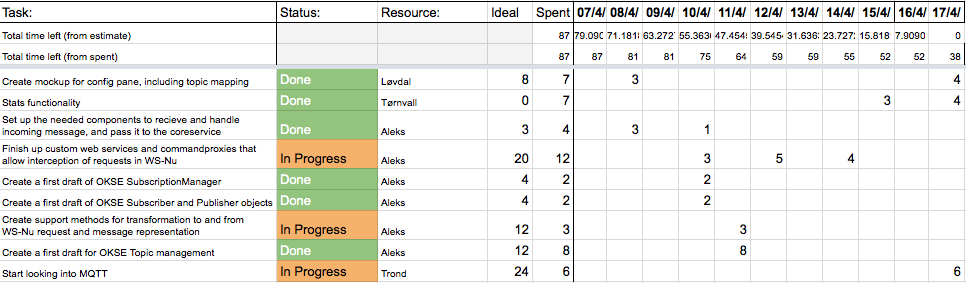 Task: Status: Resource: Ideal Spent 07/4/ 08/4/ 09/4/ 10/4/ 11/4/ 12/4/ 13/4/ 14/4/ 15/4/ 16/4/ 17/4/
Total time left (from estimate) 87 79.090 71.181 63.272 55.363 47.454 39.545 31.636 23.727 15.818 7.9090 0
Total time left (from spent) 87 87 81 81 75 64 59 59 55 52 52 38
Create mockup for config pane, including topic mapping Done Løvdal 8 7 3 4
Stats functionality Done Tørnvall 0 7 3 4
Set up the needed components to recieve and handle
incoming message, and pass it to the coreservice Done Aleks 3 4 3 1
Finish up custom web services and commandproxies that
allow interception of requests in WS-Nu In Progress Aleks 20 12 3 5 4
Create a first draft of OKSE SubscriptionManager Done Aleks 4 2 2
Create a first draft of OKSE Subscriber and Publisher objects Done Aleks 4 2 2
Create support methods for transformation to and from
WS-Nu request and message representation In Progress Aleks 12 3 3
Create a first draft for OKSE Topic management Done Aleks 12 8 8
Start looking into MQTT In Progress Trond 24 6 6